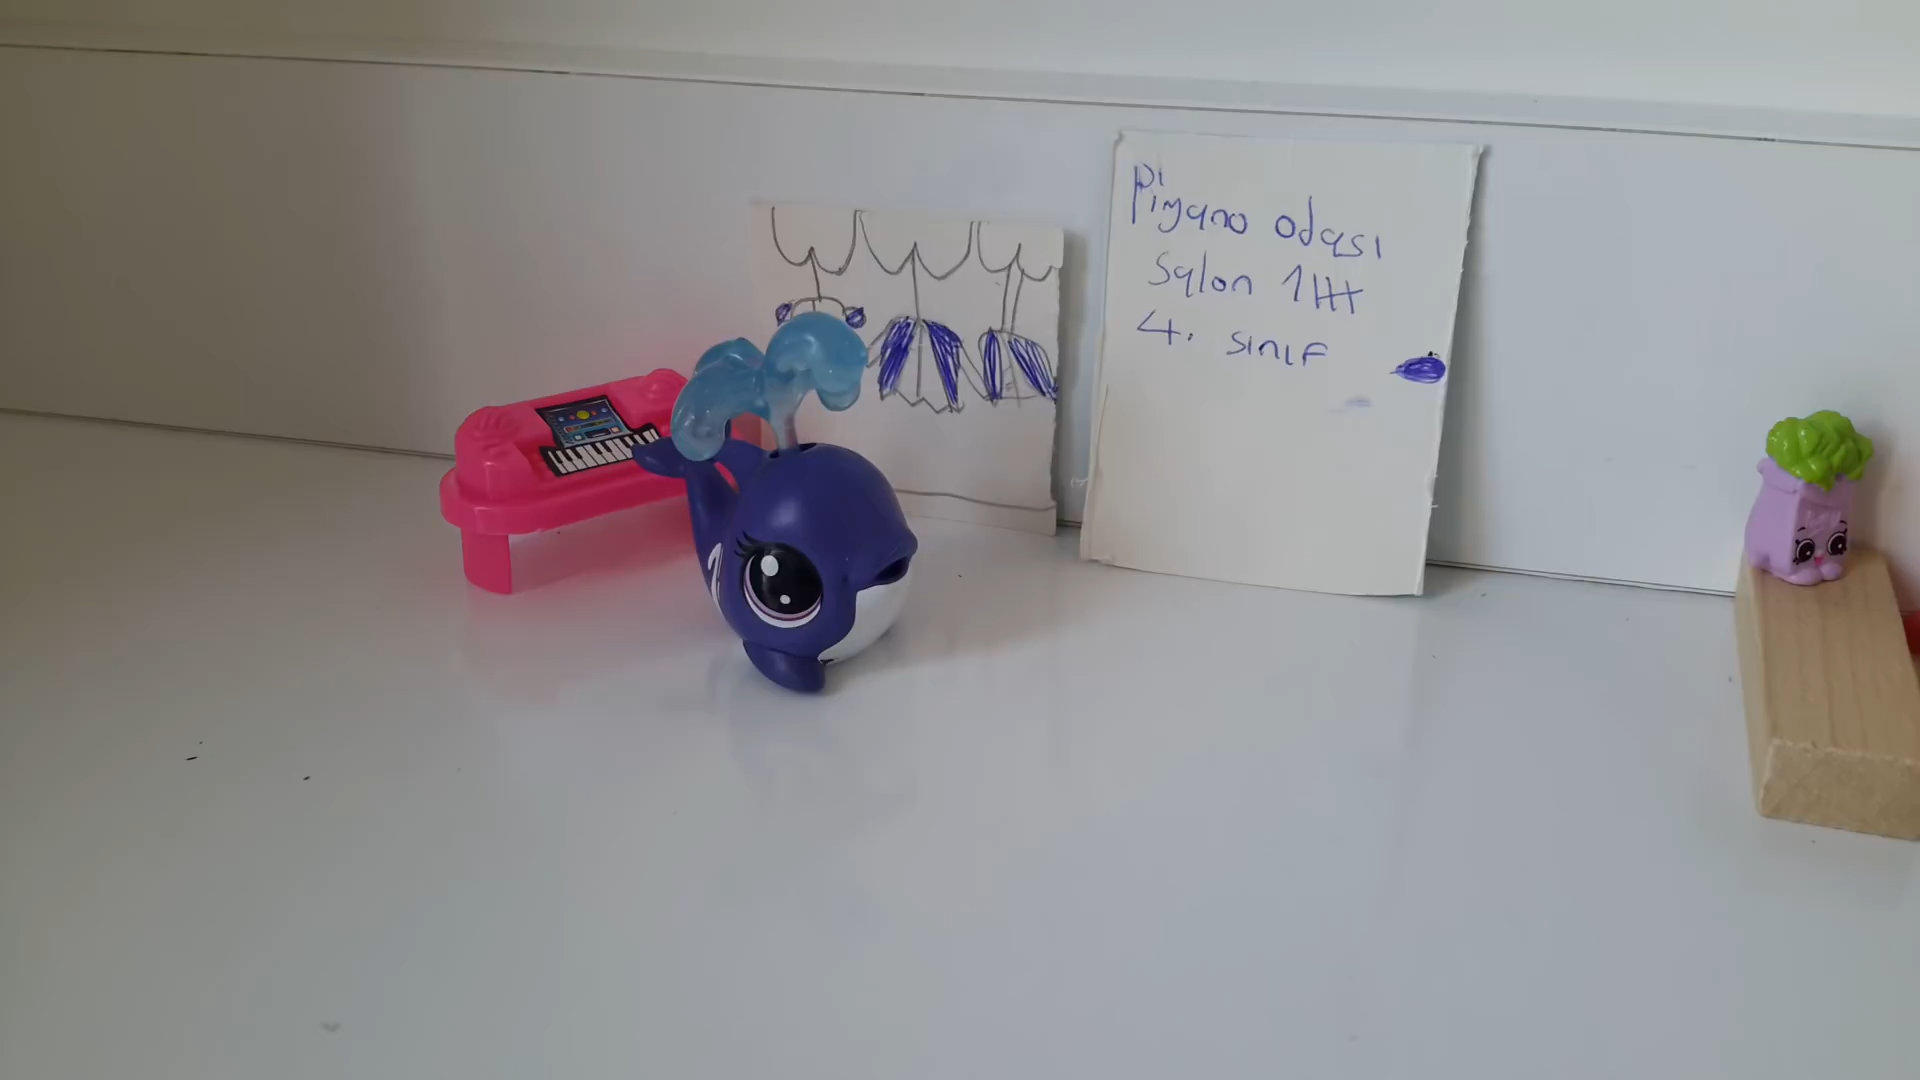 Piyano odası
Salon 1
4. sınıf